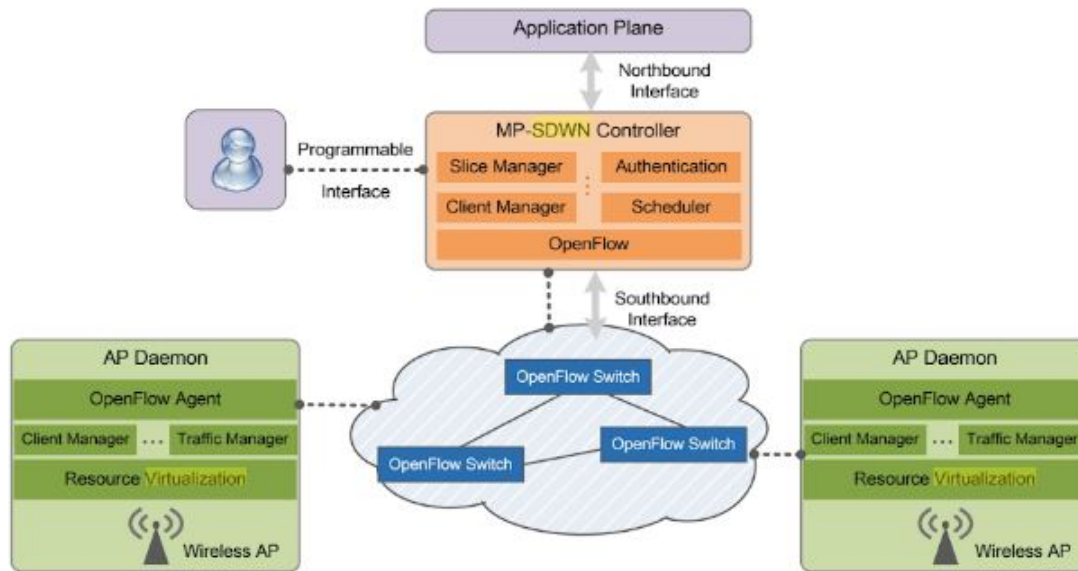 Application Plane
Northbound
Interface
MP-SDWN Controller
Programmable
Interface
Slice Manager
Authentication
Client Manager
Scheduler
OpenFlow
Southbound
Interface
AP Daemon
OpenFlow Agent
Client Manager ... Traffic Manager
Resource Virtualization
Wireless AP
OpenFlow Switch
OpenFlow Switch
OpenFlow Switch
AP Daemon
OpenFlow Agent
Client Manager ... Traffic Manager
Resource Virtualization
Wireless AP